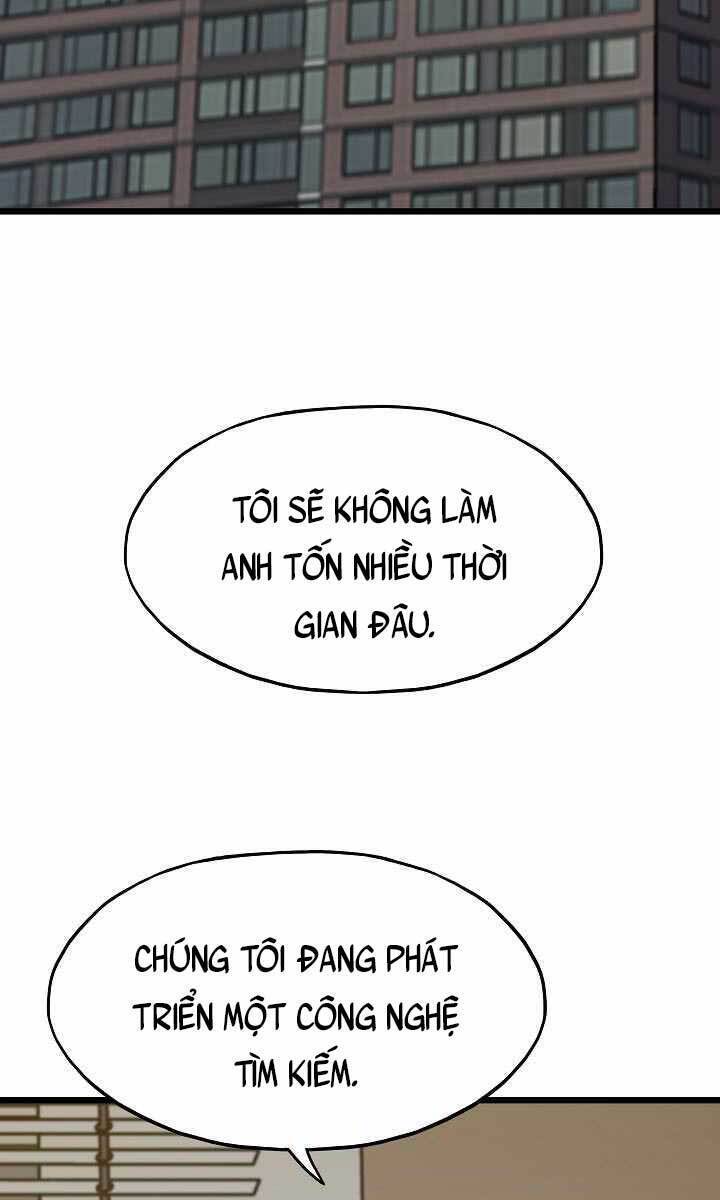 TÔI SẼ KHÔNG LÀM
ANH TỐN NHIỀU THỜI
GIAN ĐÂU.
CHÚNG TÔI ĐANG PHÁT
TRIỂN MỘT CÔNG NGHỆ
TÌM KIẾM.